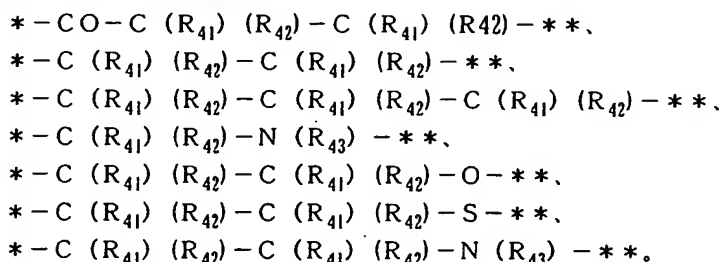 *－CO－C (R₄₁) (R₄₂)－C (R₄₁) (R42)－**、
*－C (R₄₁) (R₄₂)－C (R₄₁) (R₄₂)－**、
*－C (R₄₁) (R₄₂)－C (R₄₁) (R₄₂)－C (R₄₁) (R₄₂)－**、
*－C (R₄₁) (R₄₂)－N (R₄₃) －**、
*－C (R₄₁) (R₄₂)－C (R₄₁) (R₄₂)－O－**、
*－C (R₄₁) (R₄₂)－C (R₄₁) (R₄₂)－S－**、
*－C (R₄₁) (R₄₂)－C (R₄₁) (R₄₂)－N (R₄₃) －**。